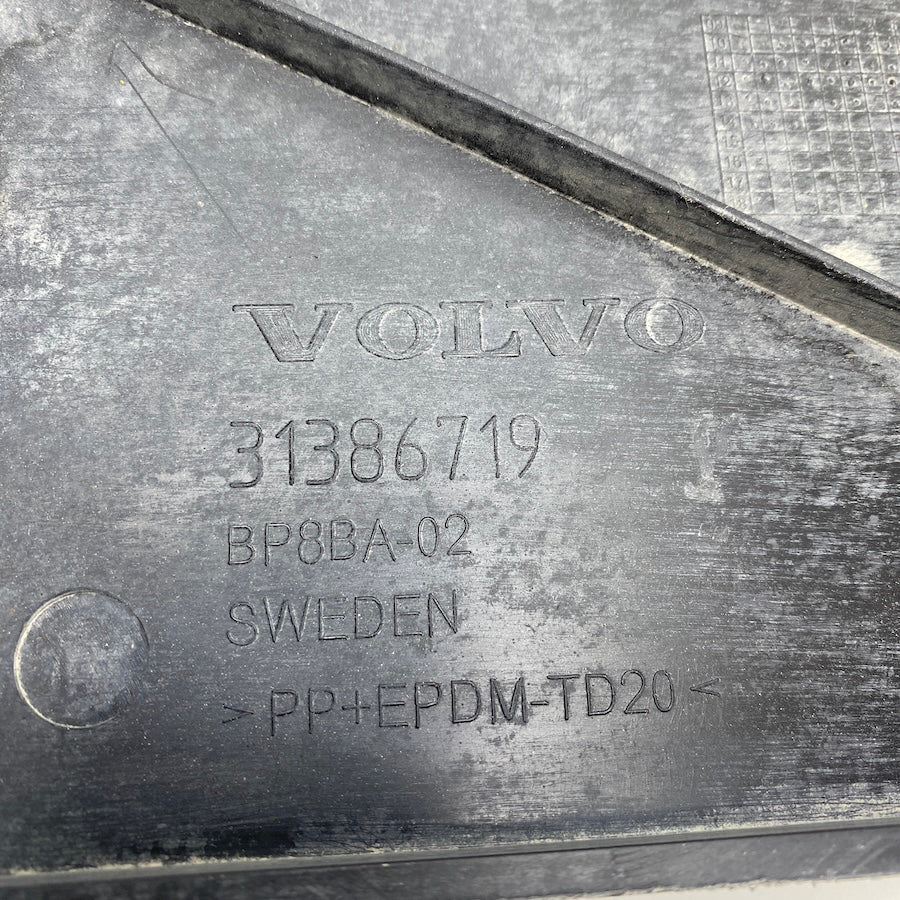 VOLVO
31386719
BP8BA-02
SWEDEN
>PP+EPDM-TD20<